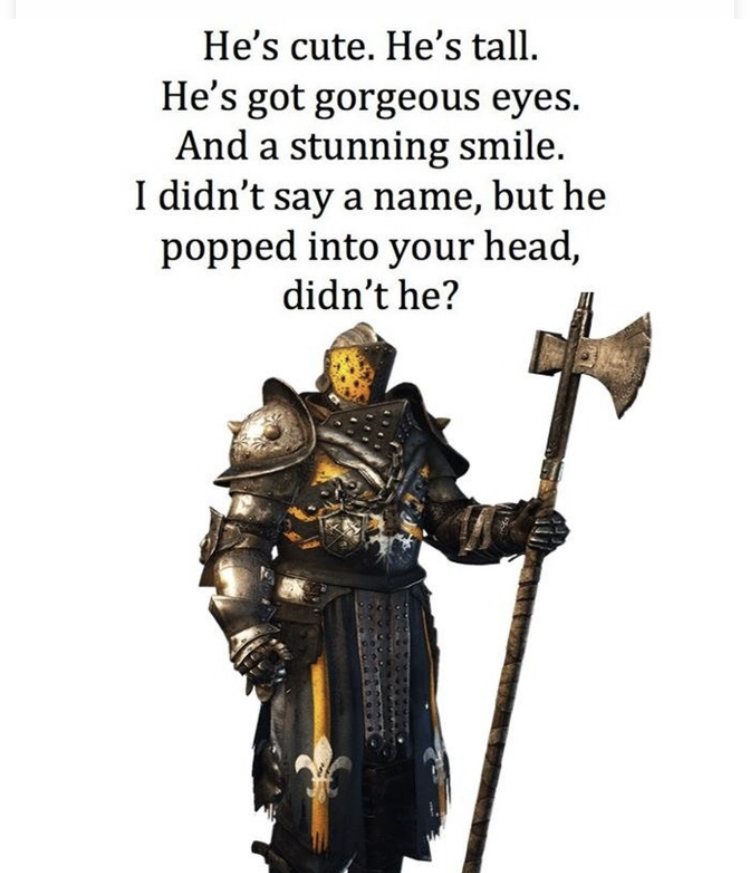 He’s cute. He’s tall.
He’s got gorgeous eyes.
And a stunning smile.
I didn’t say a name, but he
popped into your head,
didn’t he?